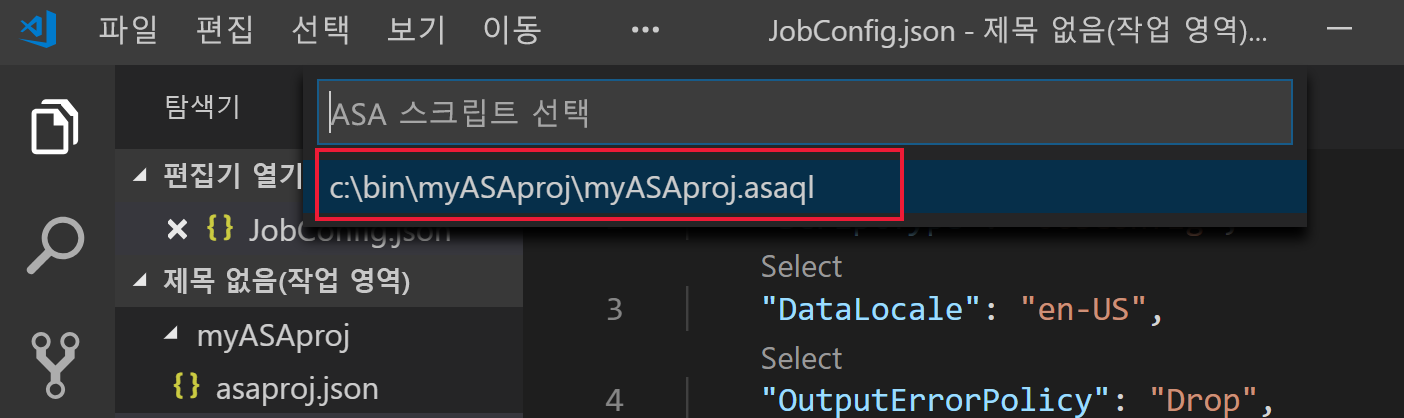 파일 편집 선택 보기 이동 ••• JobConfig.json - 제목 없음(작업 영역)...
탐색기
ASA 스크립트 선택
c:\bin\myASAproj\myASAproj.asaql
편집기 열기
{ } JobConfig.json
제목 없음(작업 영역)
myASAproj
{ } asaproj.json
Select
3 "DataLocale": "en-US",
Select
4 "OutputErrorPolicy": "Drop",